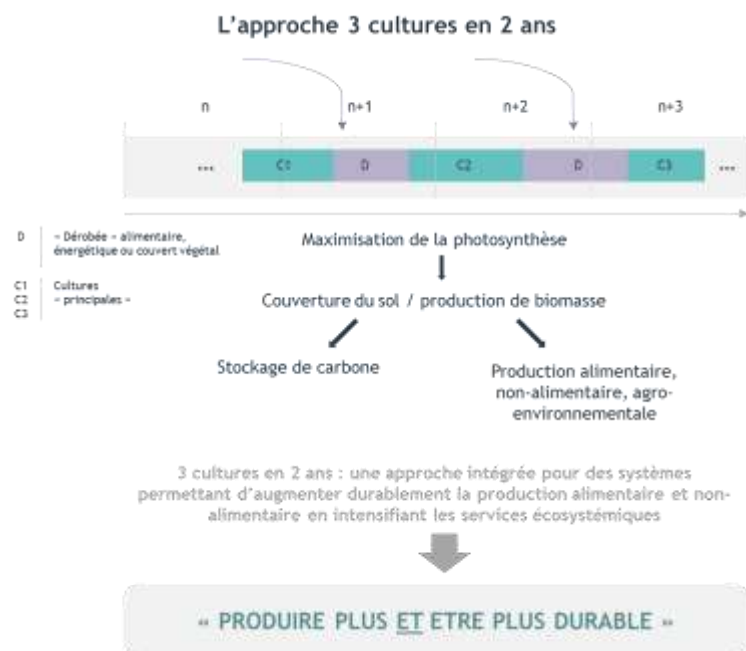 L'approche 3 cultures en 2 ans
n n+1 n+2 n+3
... C1 D C2 D C3 ...
D « Dérobée » alimentaire,
énergétique ou couvert végétal
C1 Cultures
C2 « principales »
C3
Maximisation de la photosynthèse
Couverture du sol / production de biomasse
Stockage de carbone
Production alimentaire,
non-alimentaire, agro-
environnementale
3 cultures en 2 ans : une approche intégrée pour des systèmes
permettant d'augmenter durablement la production alimentaire et non-
alimentaire en intensifiant les services écosystémiques
« PRODUIRE PLUS ET ETRE PLUS DURABLE »